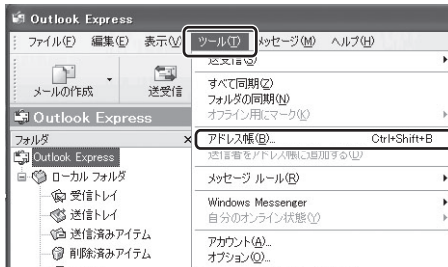 Outlook Express
ファイル(F) 編集(E) 表示(V) ツール(T) メッセージ(M) ヘルプ(H)
メールの作成 送受信
送受信(S)
すべて同期(Z)
フォルダの同期(N)
オフライン用にマーク(K)
Outlook Express
フォルダ ×
アドレス帳(B)... Ctrl+Shift+B
送信者をアドレス帳に追加する(D)
Outlook Express
ローカル フォルダ
受信トレイ
送信トレイ
送信済みアイテム
削除済みアイテム
メッセージ ルール(R)
Windows Messenger
自分のオンライン状態(Y)
アカウント(A)...
オプション(O)...